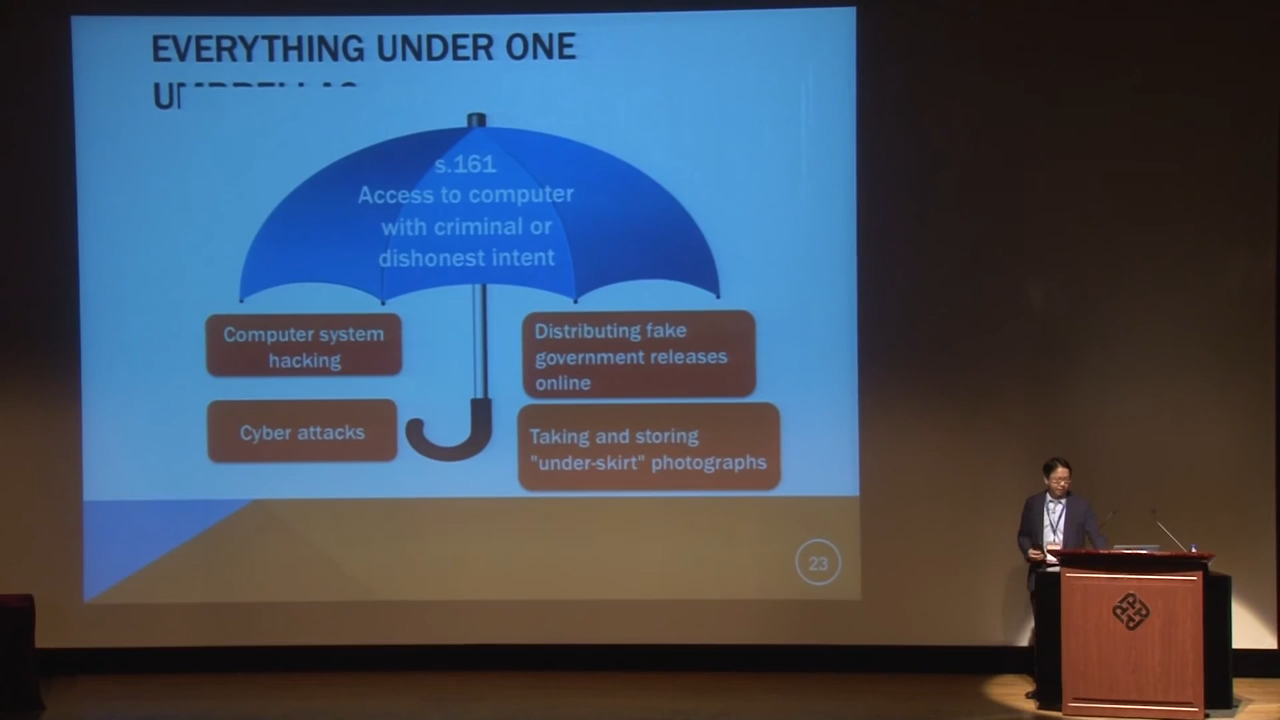 EVERYTHING UNDER ONE
s.161
Access to computer
with criminal or
dishonest intent
Computer system
hacking
Distributing fake
government releases
online
Cyber attacks
Taking and storing
"under-skirt" photographs
23